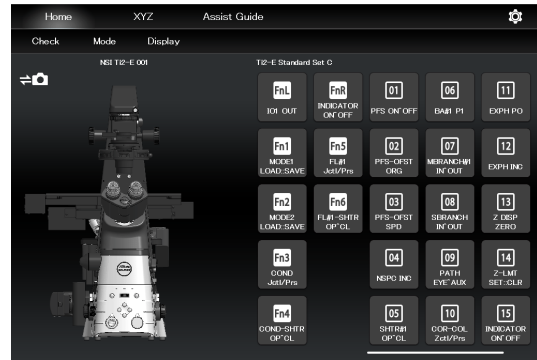 Home XYZ Assist Guide
Check Mode Display
NSI Ti2-E 001
Ti2-E Standard Set C
FnL FnR 01 06 11
IO1 OUT INDICATOR ON⁻OFF PFS ON⁻OFF BA#1 P1 EXPH PO
Fn1 Fn5 02 07 12
MODE1 LOAD::SAVE FL#1 Jctl/Prs PFS-OFST ORG MEIRANCH#1 IN⁻OUT EXPH INC
Fn2 Fn6 03 08 13
MODE2 LOAD::SAVE FL#1-SHTR OP⁻CL PFS-OFST SPD SBRANCH IN⁻OUT Z DISP ZERO
Fn3 04 09 14
COND Jctl/Prs NSPC INC PATH EYE⁻AUX Z-LMT SET::CLR
Fn4 05 10 15
COND-SHTR OP⁻CL SHTR#1 OP⁻CL COR-COL Zctl/Prs INDICATOR ON⁻OFF